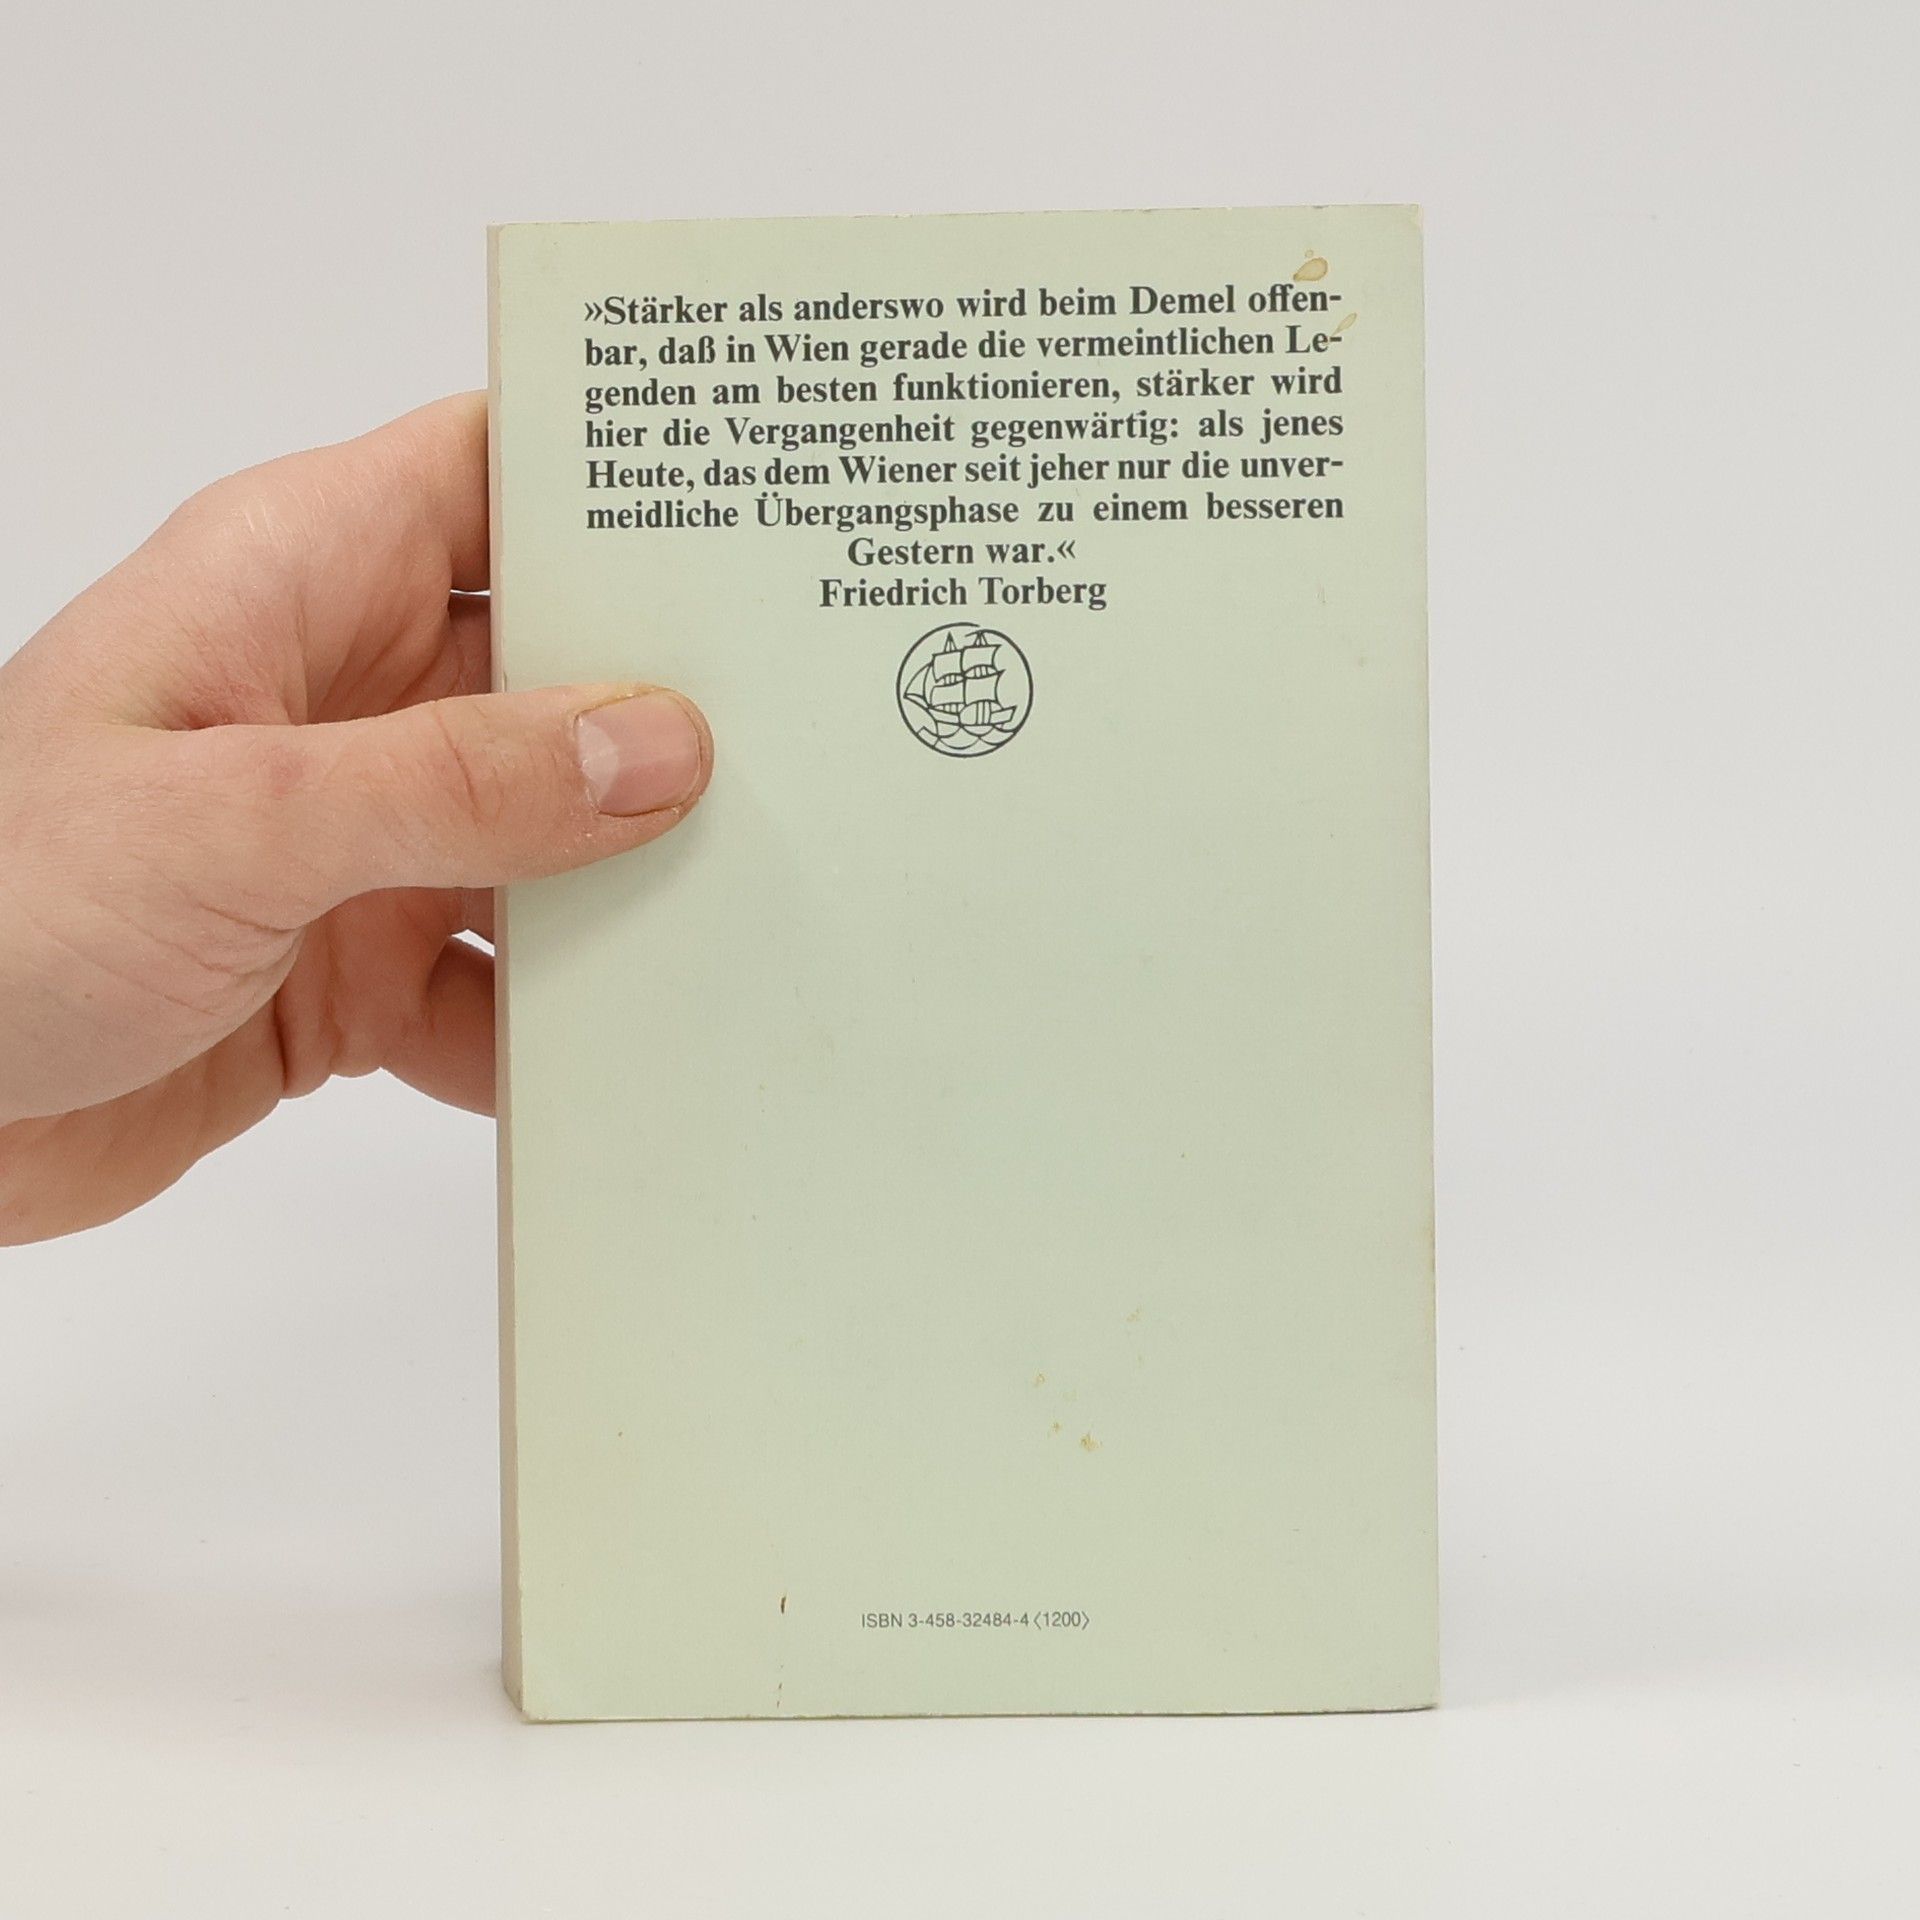 »Stärker als anderswo wird beim Demel offen-
bar, daß in Wien gerade die vermeintlichen Le-
genden am besten funktionieren, stärker wird
hier die Vergangenheit gegenwärtig: als jenes
Heute, das dem Wiener seit jeher nur die unver-
meidliche Übergangsphase zu einem besseren
Gestern war.«
Friedrich Torberg
ISBN 3-458-32484-4 〈1200〉